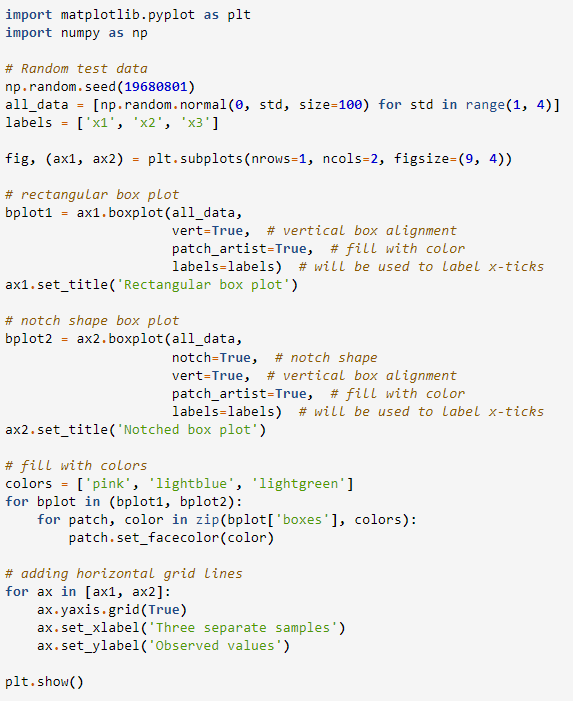 import matplotlib.pyplot as plt
import numpy as np

# Random test data
np.random.seed(19680801)
all_data = [np.random.normal(0, std, size=100) for std in range(1, 4)]
labels = ['x1', 'x2', 'x3']

fig, (ax1, ax2) = plt.subplots(nrows=1, ncols=2, figsize=(9, 4))

# rectangular box plot
bplot1 = ax1.boxplot(all_data,
                     vert=True,  # vertical box alignment
                     patch_artist=True,  # fill with color
                     labels=labels)  # will be used to label x-ticks
ax1.set_title('Rectangular box plot')

# notch shape box plot
bplot2 = ax2.boxplot(all_data,
                     notch=True,  # notch shape
                     vert=True,  # vertical box alignment
                     patch_artist=True,  # fill with color
                     labels=labels)  # will be used to label x-ticks
ax2.set_title('Notched box plot')

# fill with colors
colors = ['pink', 'lightblue', 'lightgreen']
for bplot in (bplot1, bplot2):
    for patch, color in zip(bplot['boxes'], colors):
        patch.set_facecolor(color)

# adding horizontal grid lines
for ax in [ax1, ax2]:
    ax.yaxis.grid(True)
    ax.set_xlabel('Three separate samples')
    ax.set_ylabel('Observed values')

plt.show()